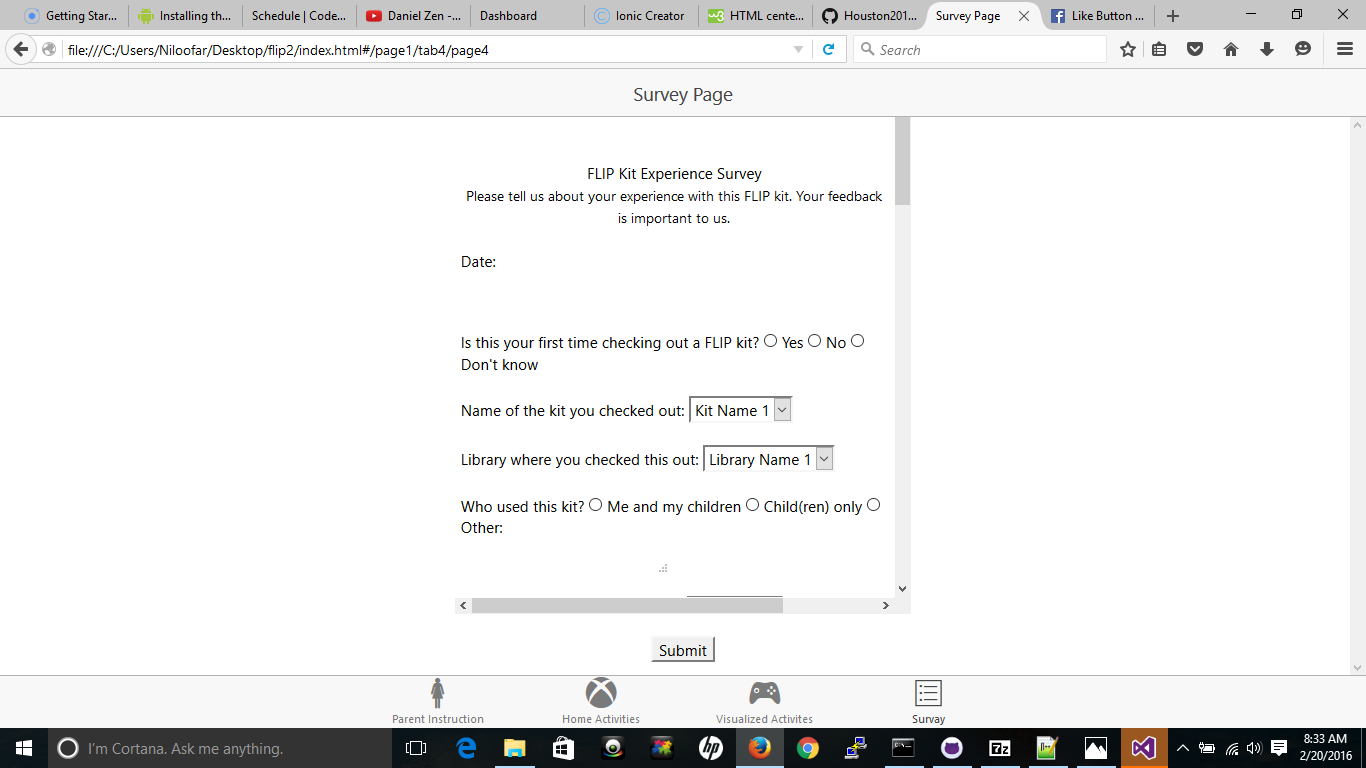 Getting Star...
Installing th...
Schedule | Code...
Daniel Zen -...
Dashboard
Ionic Creator
HTML cente...
Houston201...
Survey Page
Like Button ...
file:///C:/Users/Niloofar/Desktop/flip2/index.html#/page1/tab4/page4
Search
Survey Page
FLIP Kit Experience Survey
Please tell us about your experience with this FLIP kit. Your feedback
is important to us.
Date:
Is this your first time checking out a FLIP kit? Yes No
Don't know
Name of the kit you checked out: Kit Name 1
Library where you checked this out: Library Name 1
Who used this kit? Me and my children Child(ren) only
Other:
Submit
Parent Instruction
Home Activities
Visualized Activites
Survay
I'm Cortana. Ask me anything.
hp
7z
8:33 AM
2/20/2016